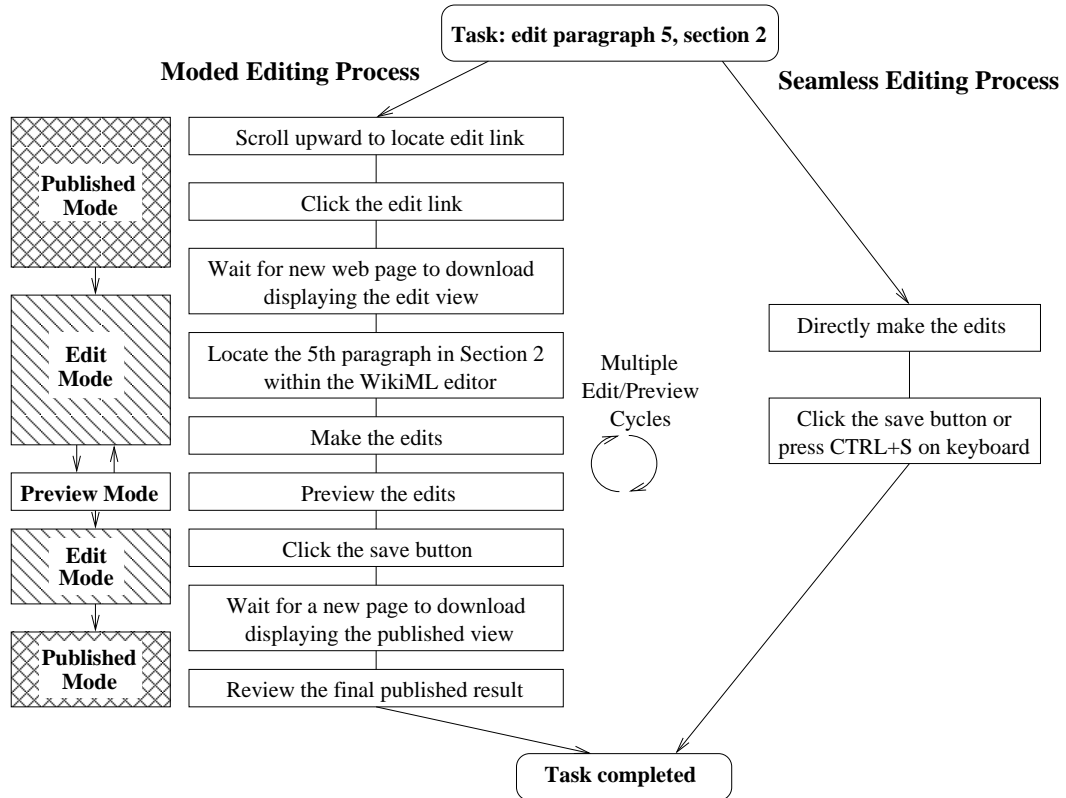 Task: edit paragraph 5, section 2
Moded Editing Process
Seamless Editing Process
Published
Mode
Edit
Mode
Preview Mode
Edit
Mode
Published
Mode
Scroll upward to locate edit link
Click the edit link
Wait for new web page to download
displaying the edit view
Locate the 5th paragraph in Section 2
within the WikiML editor
Make the edits
Preview the edits
Click the save button
Wait for a new page to download
displaying the published view
Review the final published result
Multiple
Edit/Preview
Cycles
Directly make the edits
Click the save button or
press CTRL+S on keyboard
Task completed